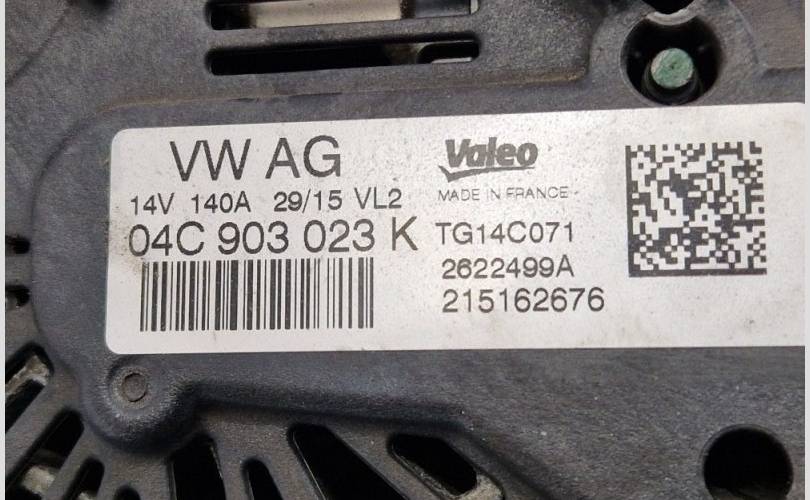 VW AG
14V 140A 29/15 VL2
04C 903 023 K
Valeo
MADE IN FRANCE
TG14C071
2622499A
215162676